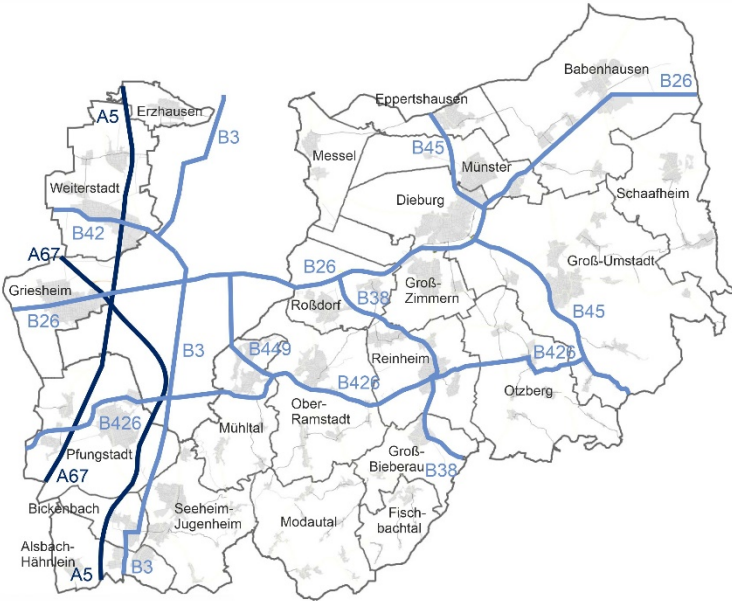 Babenhausen
B26
Eppertshausen
A5
Erzhausen
B3
B45
Messel
Münster
Weiterstadt
Dieburg
Schaafheim
B42
A67
Groß-Umstadt
B26
Griesheim
Groß-
Zimmern
B38
Roßdorf
B26
B45
B3
B449
Reinheim
B426
B426
Otzberg
Ober-
Ramstadt
B426
Mühltal
Pfungstadt
Groß-
Bieberau
B38
A67
Bickenbach
Seeheim-
Jugenheim
Modautal
Fisch-
bachtal
Alsbach-
Hähnlein
A5
B3